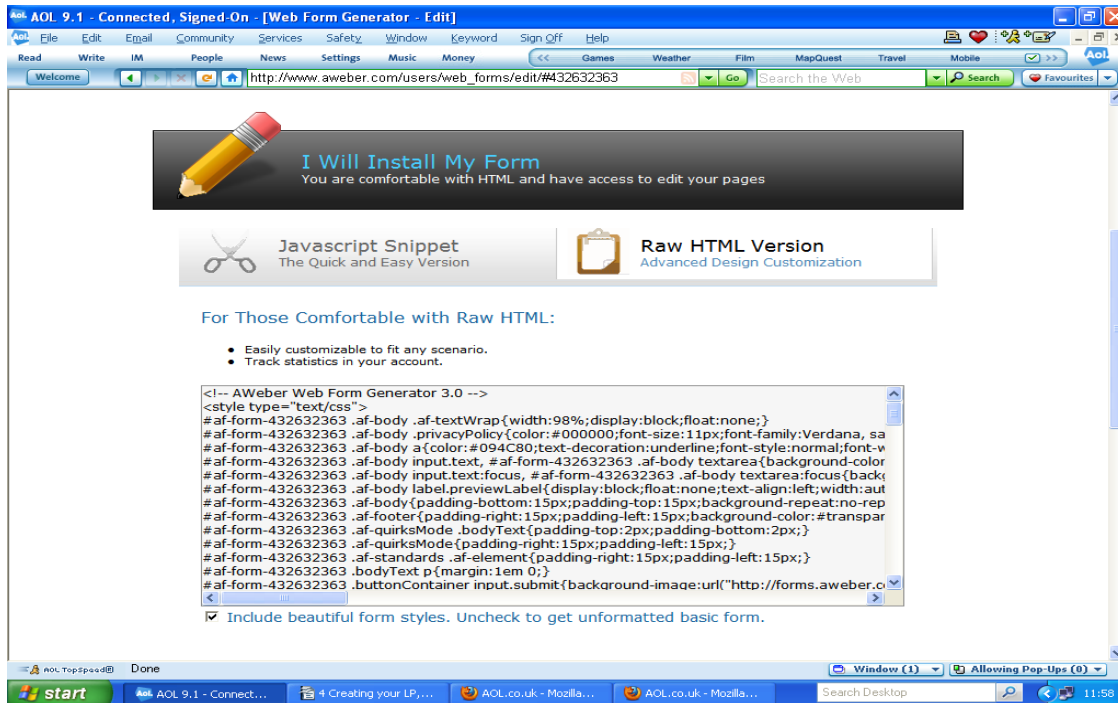 AOL 9.1 - Connected, Signed-On - [Web Form Generator - Edit]
File Edit Email Community Services Safety Window Keyword Sign Off Help
Read Write IM People News Settings Music Money << Games Weather Film MapQuest Travel Mobile >> AOL
Welcome http://www.aweber.com/users/web_forms/edit/#432632363 Go Search the Web Search Favourites
I Will Install My Form
You are comfortable with HTML and have access to edit your pages
Javascript Snippet
The Quick and Easy Version
Raw HTML Version
Advanced Design Customization
For Those Comfortable with Raw HTML:
• Easily customizable to fit any scenario.
• Track statistics in your account.
<!-- AWeber Web Form Generator 3.0 -->
<style type="text/css">
#af-form-432632363 .af-body .af-textWrap{width:98%;display:block;float:none;}
#af-form-432632363 .af-body .privacyPolicy{color:#000000;font-size:11px;font-family:Verdana, sa
#af-form-432632363 .af-body a{color:#094C80;text-decoration:underline;font-style:normal;font-w
#af-form-432632363 .af-body input.text, #af-form-432632363 .af-body textarea{background-color
#af-form-432632363 .af-body input.text:focus, #af-form-432632363 .af-body textarea:focus{backg
#af-form-432632363 .af-body label.previewLabel{display:block;float:none;text-align:left;width:aut
#af-form-432632363 .af-body{padding-bottom:15px;padding-top:15px;background-repeat:no-rep
#af-form-432632363 .af-footer{padding-right:15px;padding-left:15px;background-color:#transpar
#af-form-432632363 .af-quirksMode .bodyText{padding-top:2px;padding-bottom:2px;}
#af-form-432632363 .af-quirksMode{padding-right:15px;padding-left:15px;}
#af-form-432632363 .af-standards .af-element{padding-right:15px;padding-left:15px;}
#af-form-432632363 .bodyText p{margin:1em 0;}
#af-form-432632363 .buttonContainer input.submit{background-image:url("http://forms.aweber.co
Include beautiful form styles. Uncheck to get unformatted basic form.
AOL TopSpeed Done Window (1) Allowing Pop-Ups (0)
start AOL 9.1 - Connect... 4 Creating your LP,... AOL.co.uk - Mozilla... AOL.co.uk - Mozilla... Search Desktop 11:58